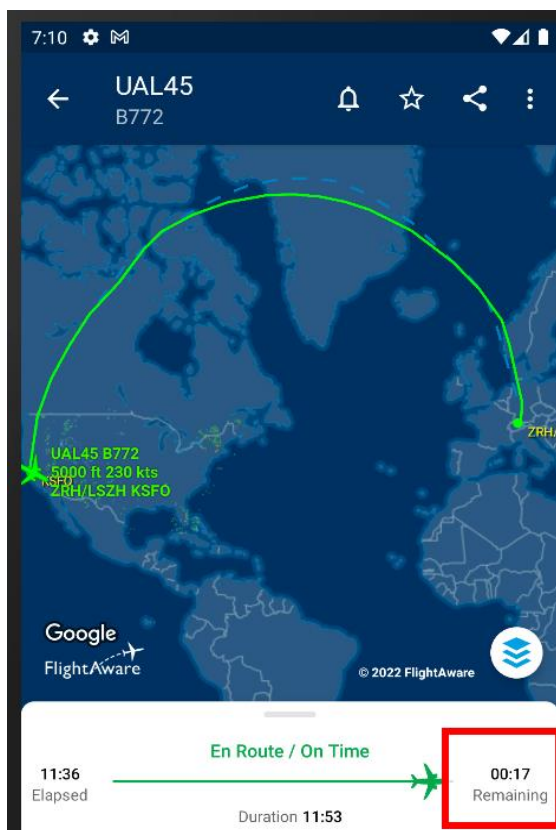 7:10
UAL45
B772
UAL45 B772
5000 ft 230 kts
KSFO
ZRH/LSZH KSFO
ZRH/
Google
FlightAware
© 2022 FlightAware
En Route / On Time
11:36
00:17
Elapsed
Remaining
Duration 11:53